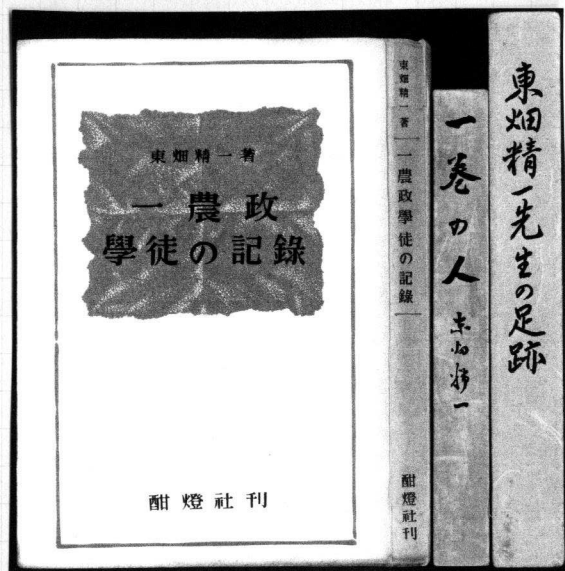 東畑精一著
一農政
學徒の記錄
酣燈社刊
東畑精一著 一農政學徒の記錄 酣燈社刊
一巻の人 東畑精一
東畑精一先生の足跡